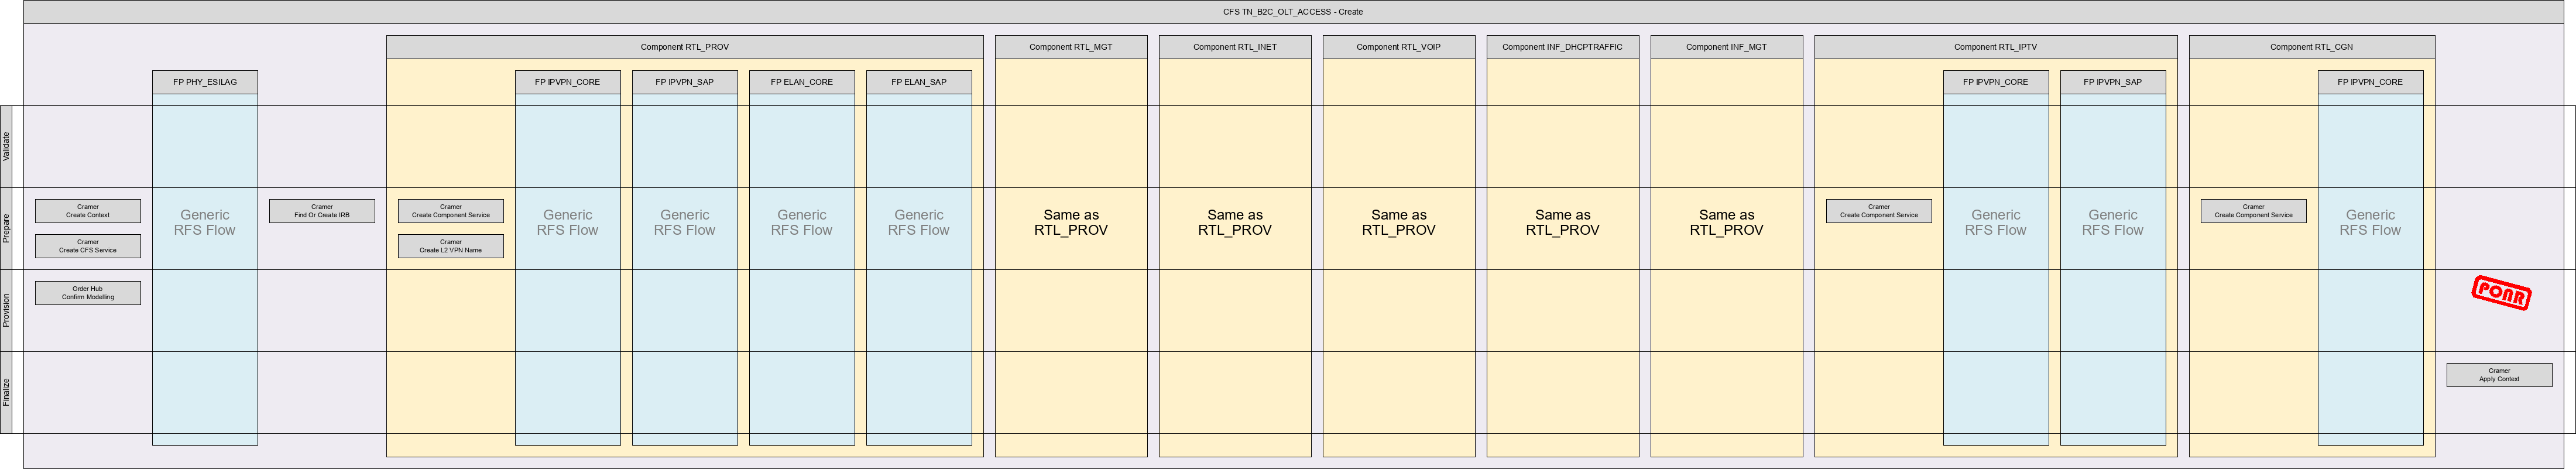 CFS TN_B2C_OLT_ACCESS - Create
Component RTL_PROV
Component RTL_MGT
Component RTL_INET
Component RTL_VOIP
Component INF_DHCPTRAFFIC
Component INF_MGT
Component RTL_IPTV
Component RTL_CGN
FP PHY_ESILAG
FP IPVPN_CORE
FP IPVPN_SAP
FP ELAN_CORE
FP ELAN_SAP
FP IPVPN_CORE
FP IPVPN_SAP
FP IPVPN_CORE
Validate
Prepare
Cramer
Create Context
Cramer
Create CFS Service
Generic
RFS Flow
Cramer
Find Or Create IRB
Cramer
Create Component Service
Cramer
Create L2 VPN Name
Generic
RFS Flow
Generic
RFS Flow
Generic
RFS Flow
Generic
RFS Flow
Same as
RTL_PROV
Same as
RTL_PROV
Same as
RTL_PROV
Same as
RTL_PROV
Same as
RTL_PROV
Cramer
Create Component Service
Generic
RFS Flow
Generic
RFS Flow
Cramer
Create Component Service
Generic
RFS Flow
Provision
Order Hub
Confirm Modelling
PONR
Finalize
Cramer
Apply Context